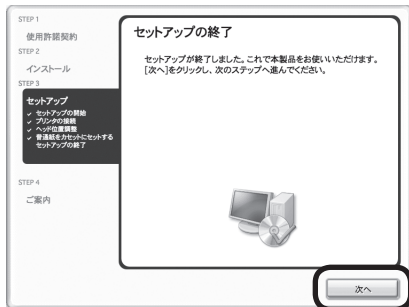 STEP 1
使用許諾契約
STEP 2
インストール
STEP 3
セットアップ
✓ セットアップの開始
✓ プリンタの接続
✓ ヘッド位置調整
✓ 普通紙をカセットにセットする
セットアップの終了
STEP 4
ご案内
セットアップの終了
セットアップが終了しました。これで本製品をお使いいただけます。
[次へ]をクリックし、次のステップへ進んでください。
次へ